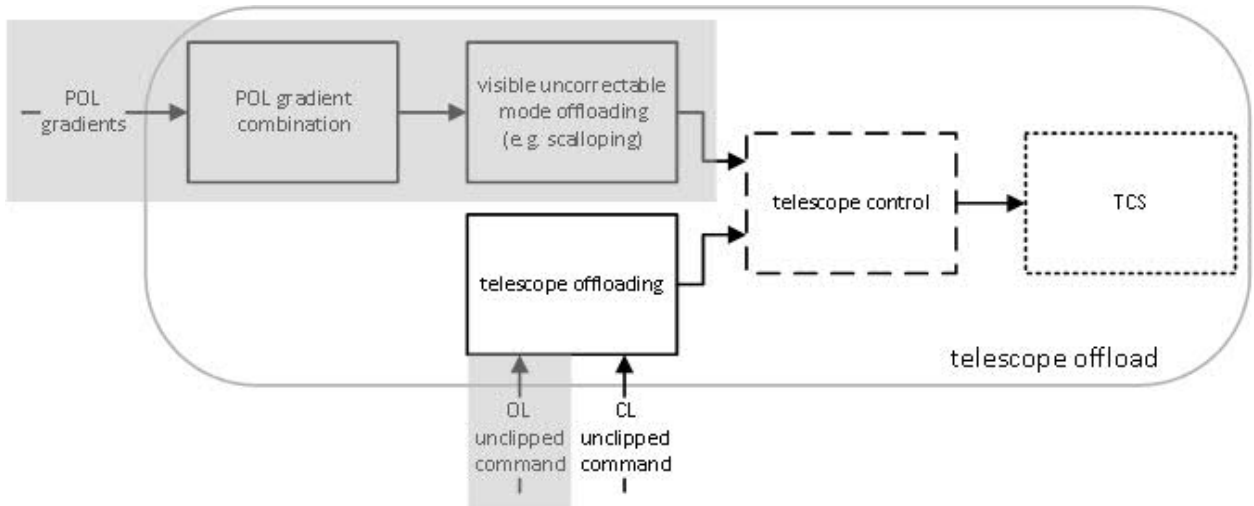 POL
gradients
POL gradient
combination
visible uncorrectable
mode offloading
(e.g. scalloping)
telescope control
TCS
telescope offloading
telescope offload
OL
unclipped
command
CL
unclipped
command